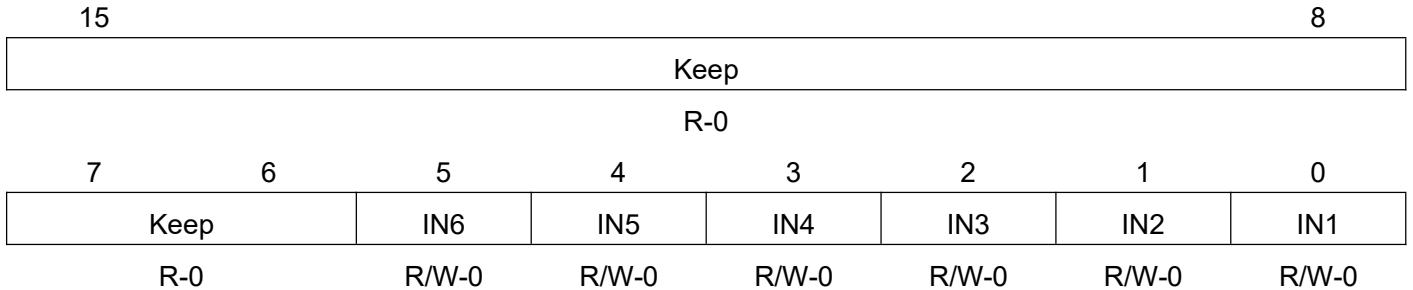 15 8
Keep
R-0
7 6 5 4 3 2 1 0
Keep IN6 IN5 IN4 IN3 IN2 IN1
R-0 R/W-0 R/W-0 R/W-0 R/W-0 R/W-0 R/W-0